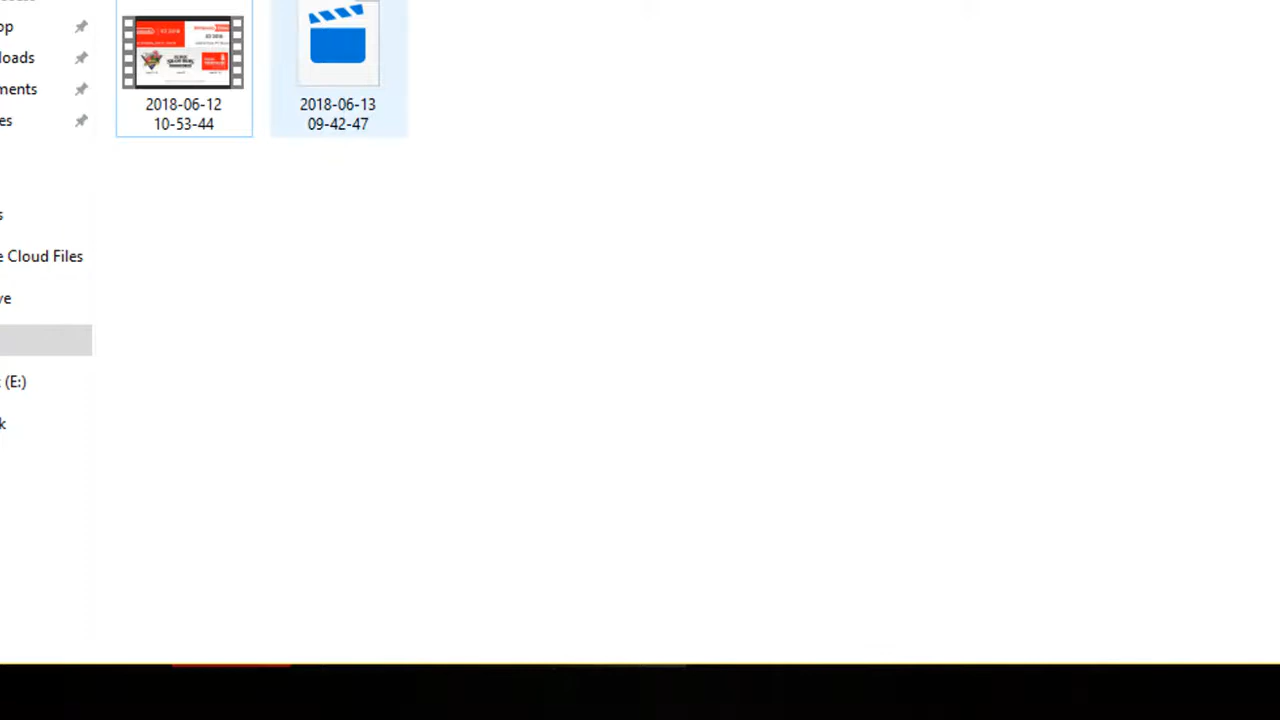 op
loads
ments
es
2018-06-12
10-53-44
2018-06-13
09-42-47
s
e Cloud Files
ve
(E:)
k